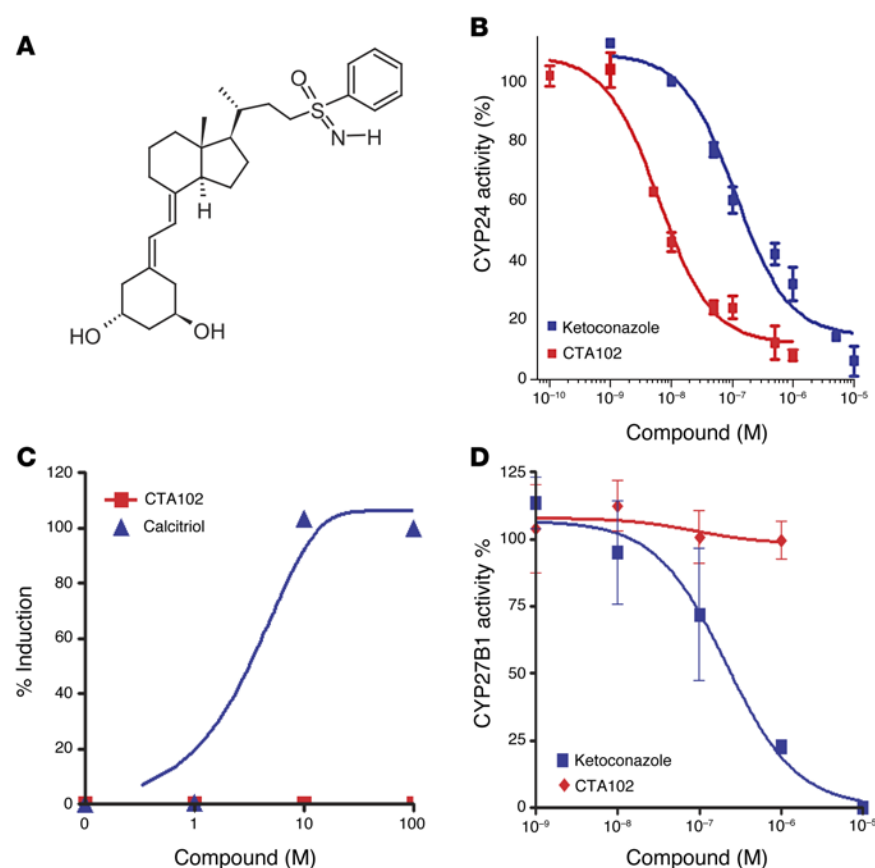 A
O
S
N-H
H
HO
OH
B
CYP24 activity (%)
100
80
60
40
20
0
Ketoconazole
CTA102
10⁻¹⁰ 10⁻⁹ 10⁻⁸ 10⁻⁷ 10⁻⁶ 10⁻⁵
Compound (M)
C
% Induction
120
100
80
60
40
20
0
CTA102
Calcitriol
0 1 10 100
Compound (M)
D
CYP27B1 activity %
125
100
75
50
25
0
Ketoconazole
CTA102
10⁻⁹ 10⁻⁸ 10⁻⁷ 10⁻⁶ 10⁻⁵
Compound (M)